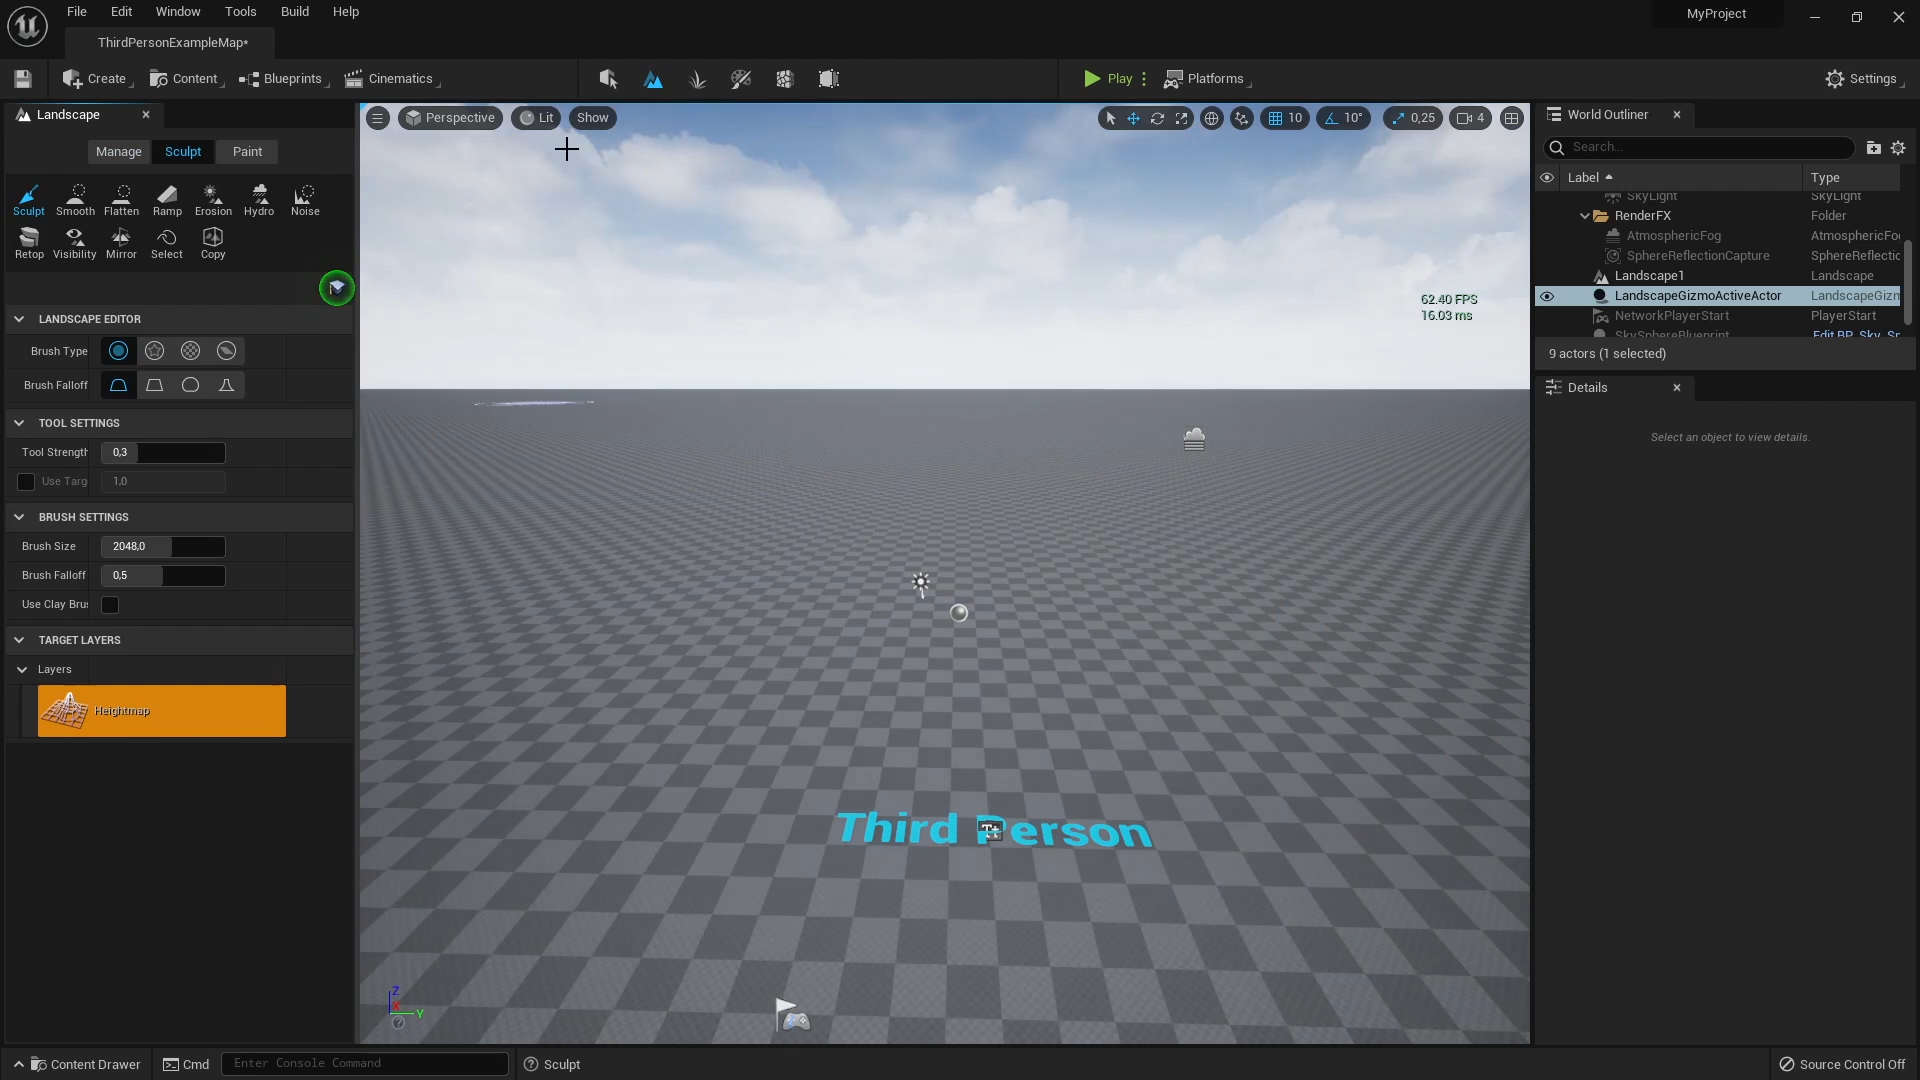 File Edit Window Tools Build Help
MyProject
ThirdPersonExampleMap*
Create Content Blueprints Cinematics Play Platforms Settings
Landscape
Perspective Lit Show
10 10° 0,25 4
World Outliner
Manage Sculpt Paint
Search...
Label Type
Sculpt Smooth Flatten Ramp Erosion Hydro Noise
SkyLight SkyLight
RenderFX Folder
AtmosphericFog AtmosphericFo
SphereReflectionCapture SphereReflectic
Landscape1 Landscape
LandscapeGizmoActiveActor LandscapeGizm
NetworkPlayerStart PlayerStart
SkySphereBlueprint Edit BP_Sky_Sp
9 actors (1 selected)
Retop Visibility Mirror Select Copy
62.40 FPS
16.03 ms
LANDSCAPE EDITOR
Brush Type
Brush Falloff
Details
Select an object to view details.
TOOL SETTINGS
Tool Strength 0,3
Use Targ 1,0
BRUSH SETTINGS
Brush Size 2048,0
Brush Falloff 0,5
Use Clay Brus
TARGET LAYERS
Layers
Heightmap
Third Person
Z
X
Y
Content Drawer Cmd Enter Console Command Sculpt Source Control Off